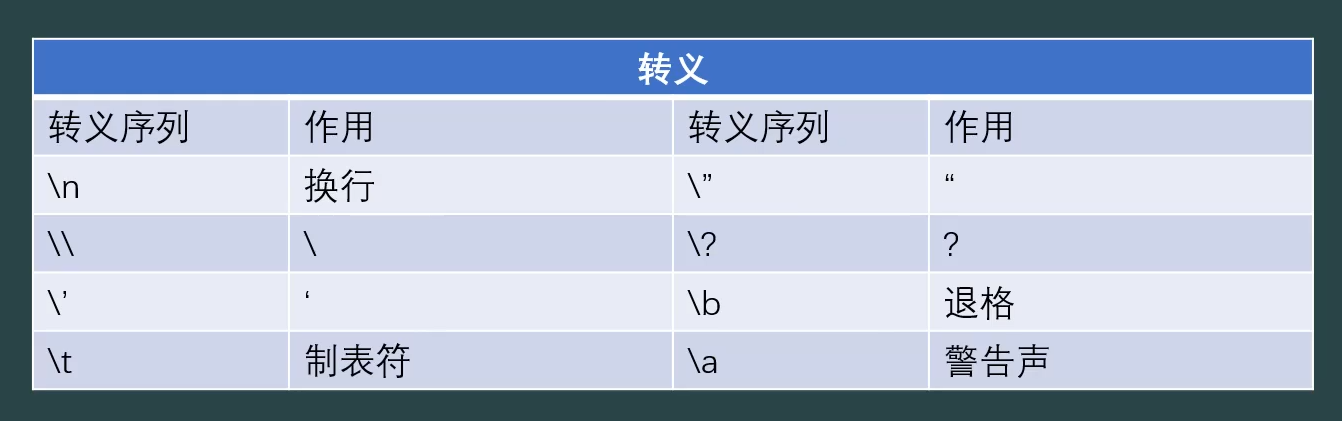 转义
转义序列 作用 转义序列 作用
\n 换行 \” “
\\ \ \? ?
\’ ‘ \b 退格
\t 制表符 \a 警告声